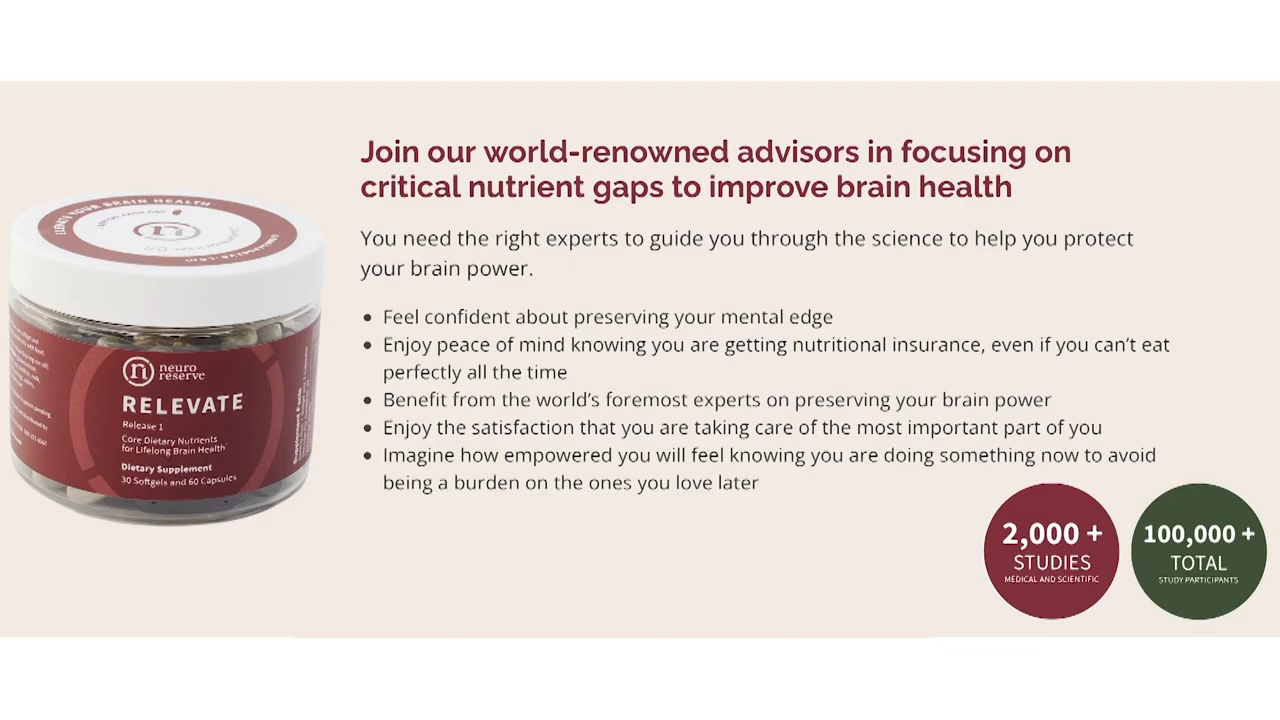 Join our world-renowned advisors in focusing on
critical nutrient gaps to improve brain health
You need the right experts to guide you through the science to help you protect
your brain power.
• Feel confident about preserving your mental edge
• Enjoy peace of mind knowing you are getting nutritional insurance, even if you can't eat
perfectly all the time
• Benefit from the world's foremost experts on preserving your brain power
• Enjoy the satisfaction that you are taking care of the most important part of you
• Imagine how empowered you will feel knowing you are doing something now to avoid
being a burden on the ones you love later
BRAIN HEALTH
n
neuro
reserve
RELEVATE
Release 1
Core Dietary Nutrients
for Lifelong Brain Health
Dietary Supplement
30 Softgels and 60 Capsules
Supplement Facts
2,000 +
STUDIES
MEDICAL AND SCIENTIFIC
100,000 +
TOTAL
STUDY PARTICIPANTS